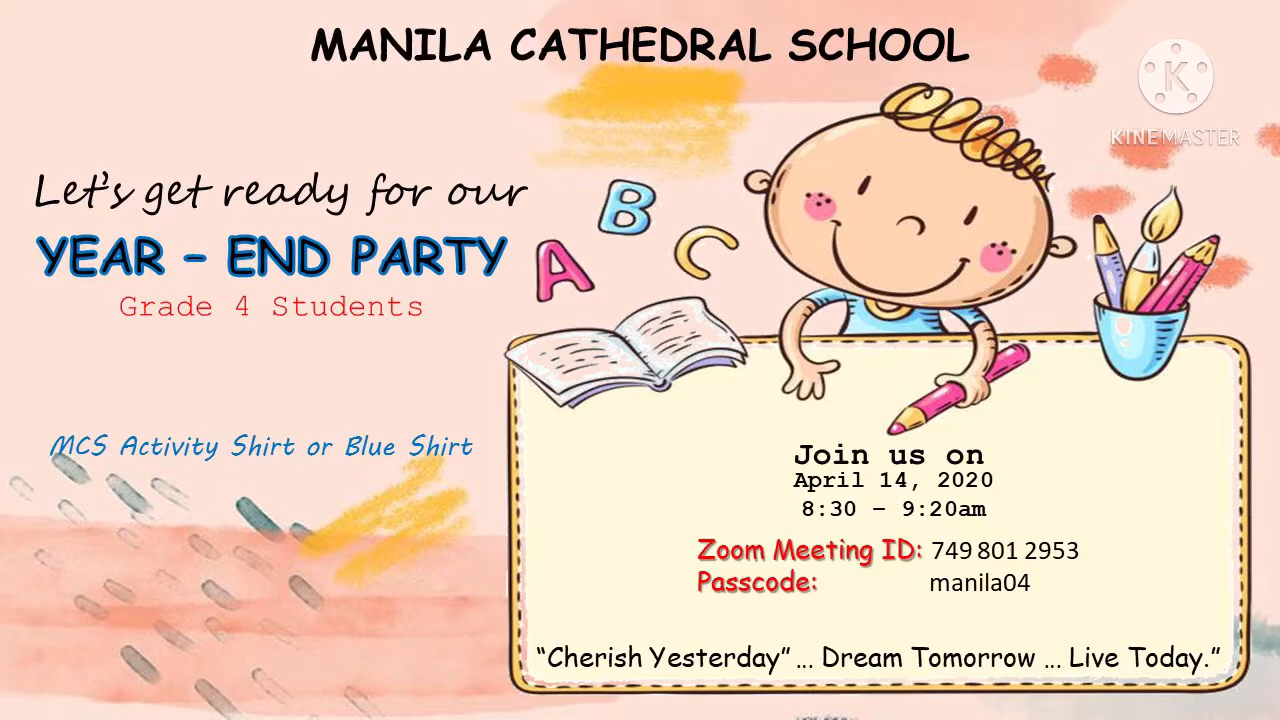 MANILA CATHEDRAL SCHOOL
K
KINEMASTER
Let's get ready for our
YEAR – END PARTY
Grade 4 Students
A B C
MCS Activity Shirt or Blue Shirt
Join us on
April 14, 2020
8:30 – 9:20am
Zoom Meeting ID: 749 801 2953
Passcode: manila04
“Cherish Yesterday” ... Dream Tomorrow ... Live Today.”